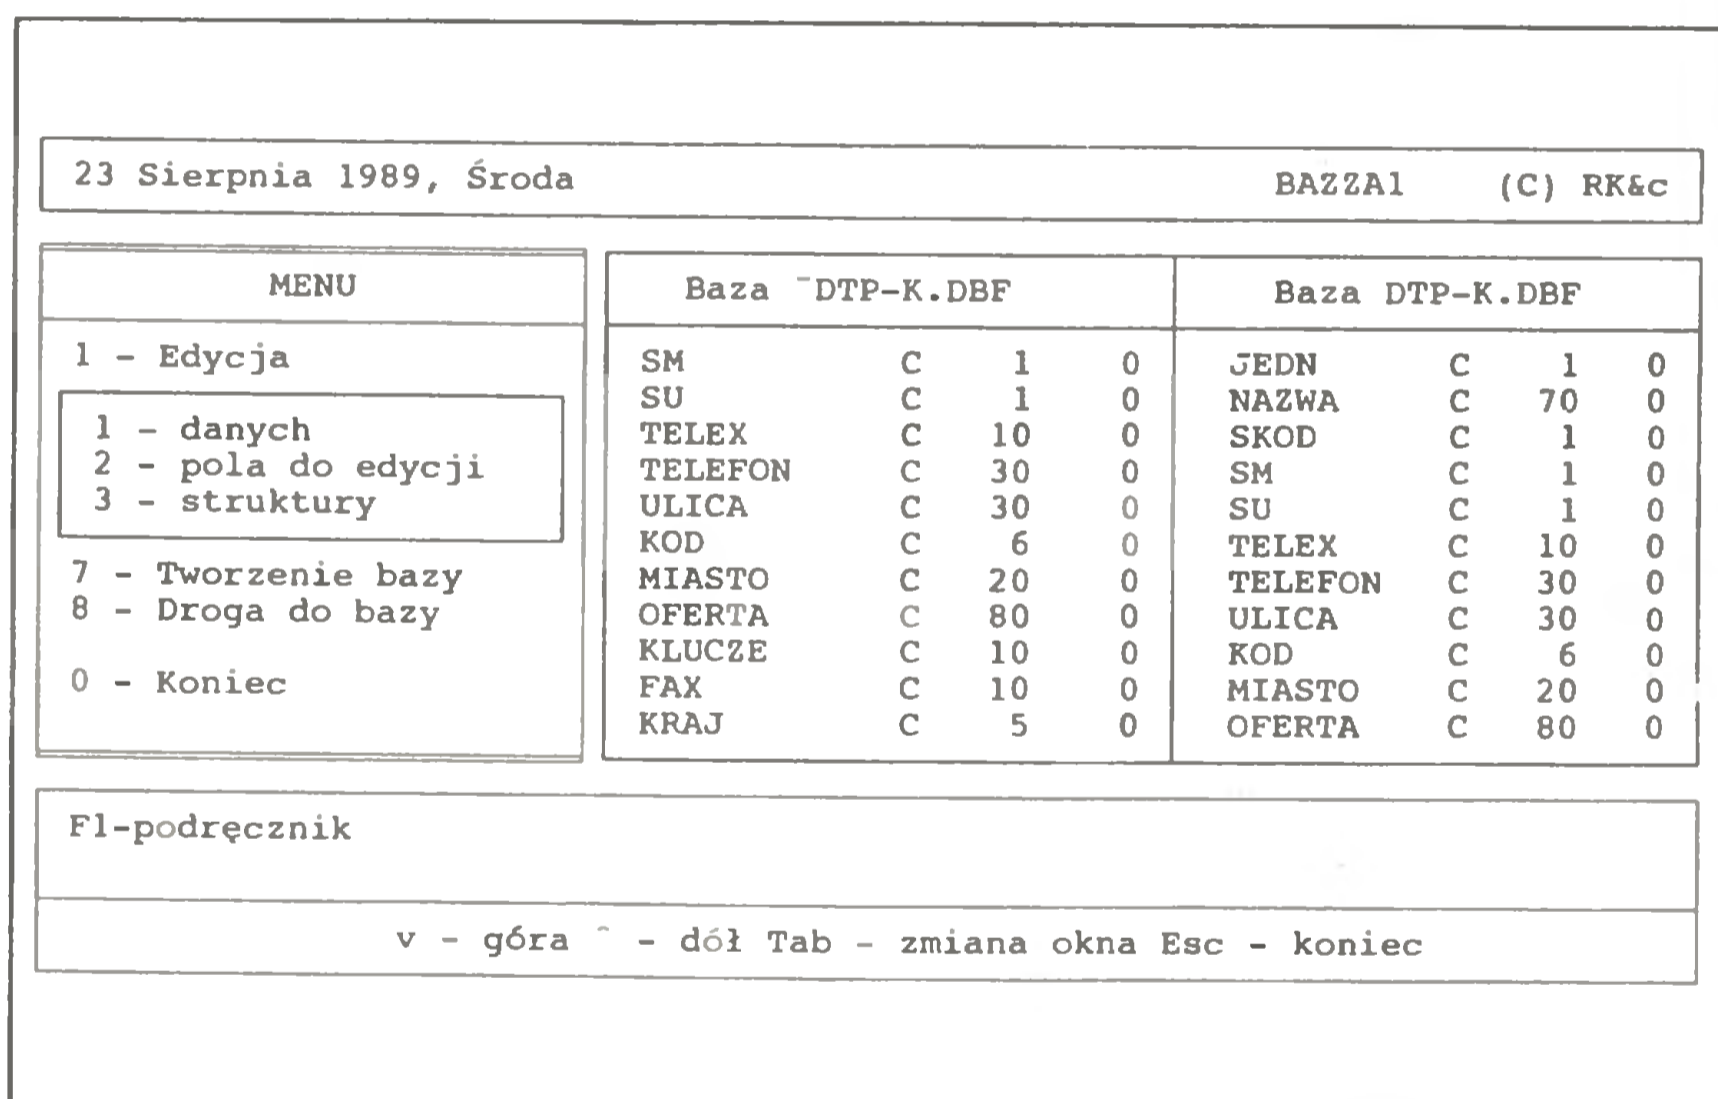 23 Sierpnia 1989, Środa BAZZA1 (C) RK&c
MENU
1 - Edycja
1 - danych
2 - pola do edycji
3 - struktury
7 - Tworzenie bazy
8 - Droga do bazy
0 - Koniec
Baza ¯DTP-K.DBF
SM C 1 0
SU C 1 0
TELEX C 10 0
TELEFON C 30 0
ULICA C 30 0
KOD C 6 0
MIASTO C 20 0
OFERTA C 80 0
KLUCZE C 10 0
FAX C 10 0
KRAJ C 5 0
Baza DTP-K.DBF
JEDN C 1 0
NAZWA C 70 0
SKOD C 1 0
SM C 1 0
SU C 1 0
TELEX C 10 0
TELEFON C 30 0
ULICA C 30 0
KOD C 6 0
MIASTO C 20 0
OFERTA C 80 0
F1-podręcznik
v - góra ^ - dół Tab - zmiana okna Esc - koniec